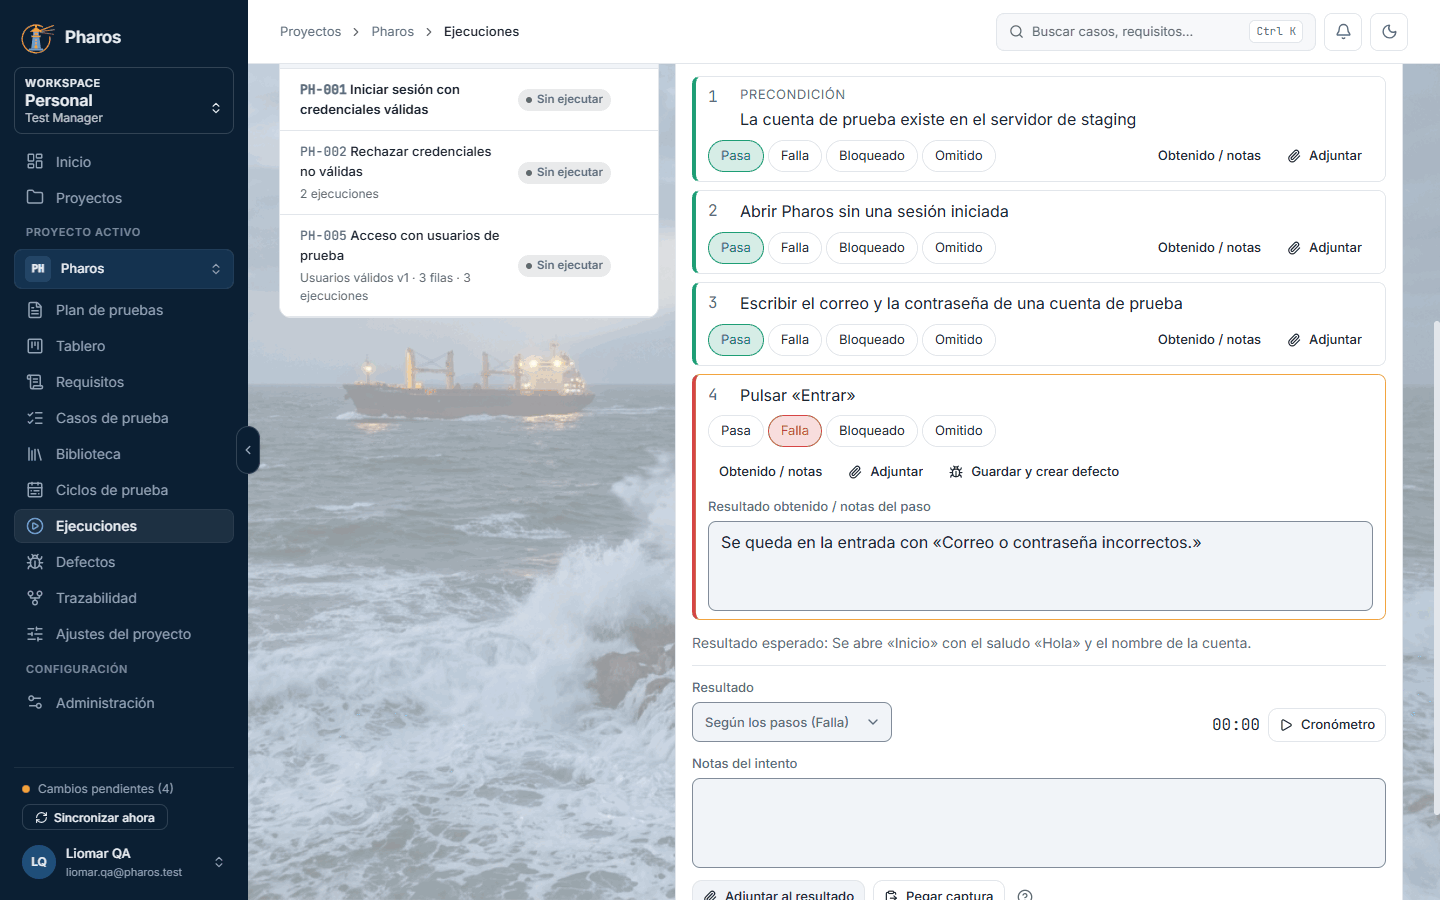 Pharos
WORKSPACE
Personal
Test Manager
Inicio
Proyectos
PROYECTO ACTIVO
PH Pharos
Plan de pruebas
Tablero
Requisitos
Casos de prueba
Biblioteca
Ciclos de prueba
Ejecuciones
Defectos
Trazabilidad
Ajustes del proyecto
CONFIGURACIÓN
Administración
Cambios pendientes (4)
Sincronizar ahora
LQ
Liomar QA
liomar.qa@pharos.test
Proyectos > Pharos > Ejecuciones
Buscar casos, requisitos... Ctrl K
PH-001 Iniciar sesión con
credenciales válidas
Sin ejecutar
PH-002 Rechazar credenciales
no válidas
2 ejecuciones
Sin ejecutar
PH-005 Acceso con usuarios de
prueba
Usuarios válidos v1 · 3 filas · 3
ejecuciones
Sin ejecutar
1 PRECONDICIÓN
La cuenta de prueba existe en el servidor de staging
Pasa Falla Bloqueado Omitido Obtenido / notas Adjuntar
2 Abrir Pharos sin una sesión iniciada
Pasa Falla Bloqueado Omitido Obtenido / notas Adjuntar
3 Escribir el correo y la contraseña de una cuenta de prueba
Pasa Falla Bloqueado Omitido Obtenido / notas Adjuntar
4 Pulsar «Entrar»
Pasa Falla Bloqueado Omitido
Obtenido / notas Adjuntar Guardar y crear defecto
Resultado obtenido / notas del paso
Se queda en la entrada con «Correo o contraseña incorrectos.»
Resultado esperado: Se abre «Inicio» con el saludo «Hola» y el nombre de la cuenta.
Resultado
Según los pasos (Falla) 00:00 Cronómetro
Notas del intento
Adjuntar al resultado Pegar captura ?